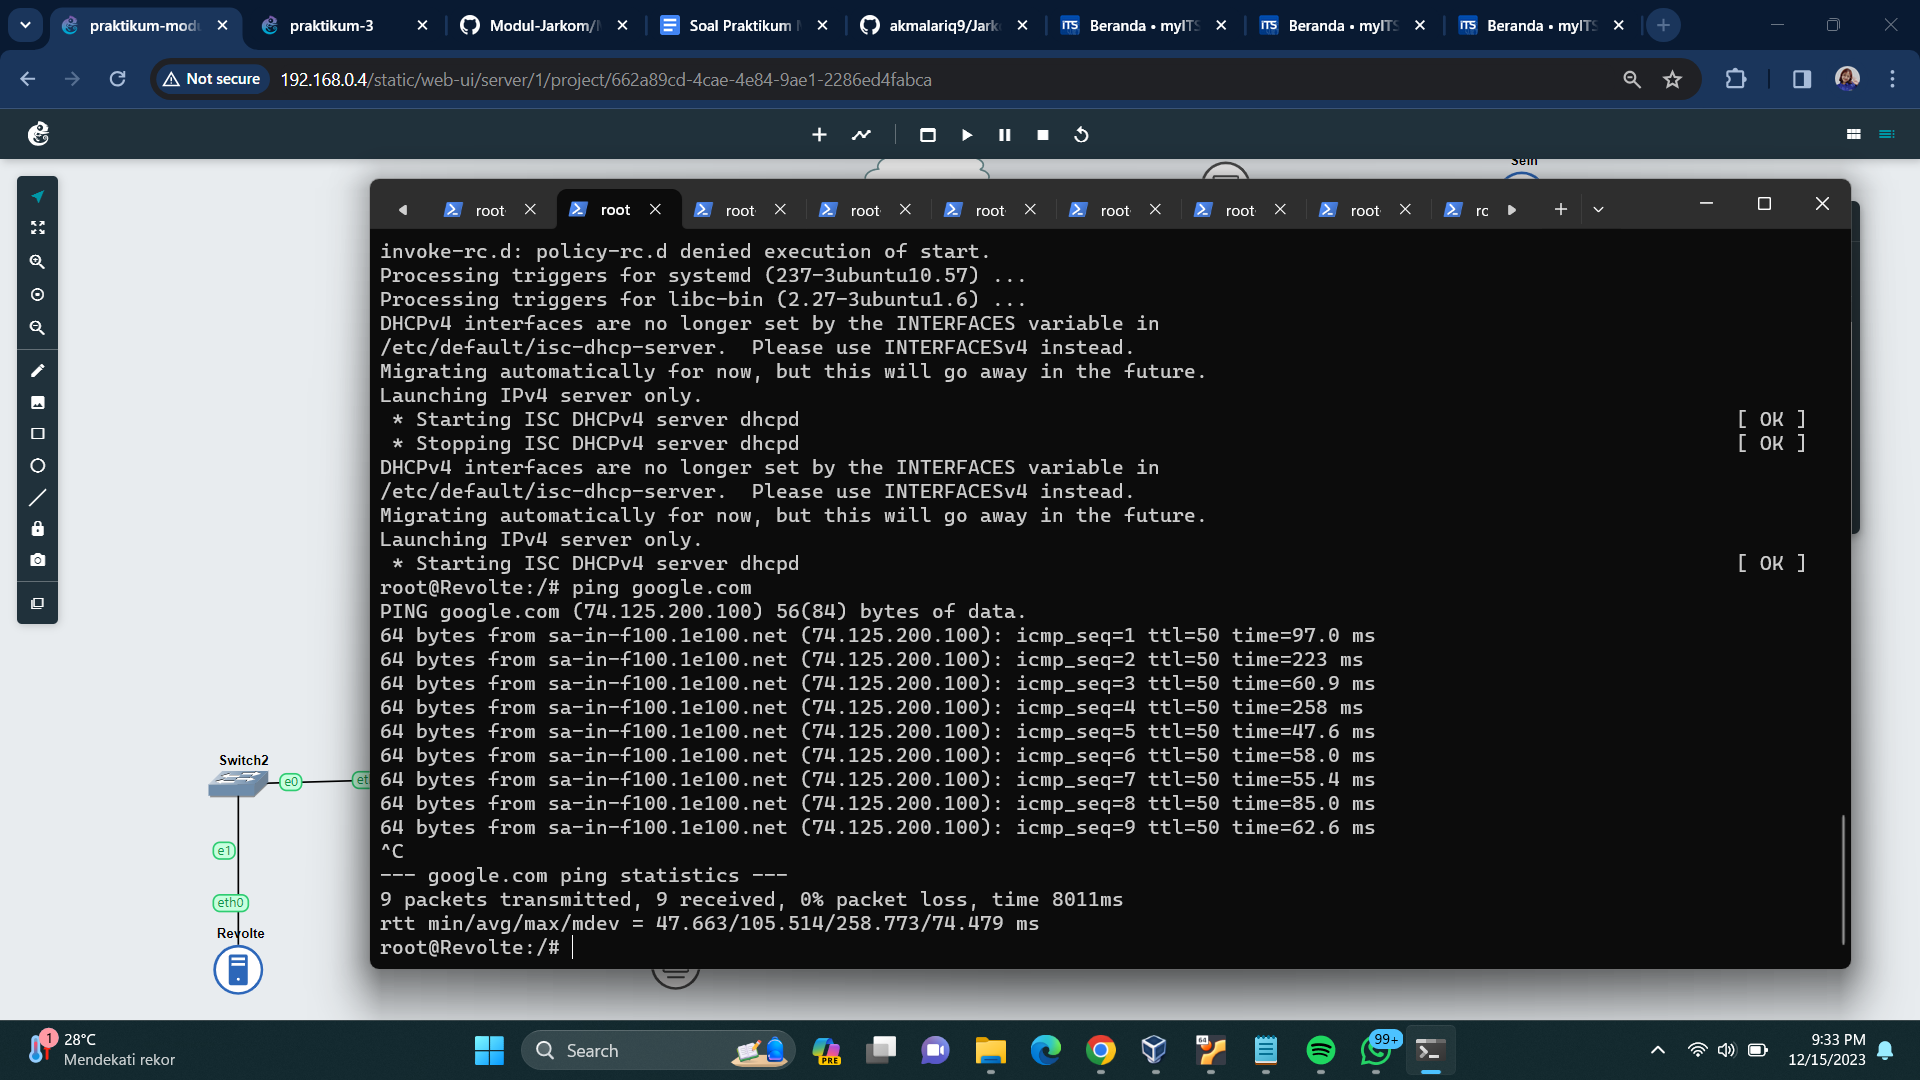 praktikum-modu
praktikum-3
Modul-Jarkom/
Soal Praktikum
akmalariq9/Jark
ITS Beranda • myITS
ITS Beranda • myITS
ITS Beranda • myITS
Not secure
192.168.0.4/static/web-ui/server/1/project/662a89cd-4cae-4e84-9ae1-2286ed4fabca
Sein
root
root
root
root
root
root
root
root
rc
invoke-rc.d: policy-rc.d denied execution of start.
Processing triggers for systemd (237-3ubuntu10.57) ...
Processing triggers for libc-bin (2.27-3ubuntu1.6) ...
DHCPv4 interfaces are no longer set by the INTERFACES variable in
/etc/default/isc-dhcp-server.  Please use INTERFACESv4 instead.
Migrating automatically for now, but this will go away in the future.
Launching IPv4 server only.
* Starting ISC DHCPv4 server dhcpd [ OK ]
* Stopping ISC DHCPv4 server dhcpd [ OK ]
DHCPv4 interfaces are no longer set by the INTERFACES variable in
/etc/default/isc-dhcp-server.  Please use INTERFACESv4 instead.
Migrating automatically for now, but this will go away in the future.
Launching IPv4 server only.
* Starting ISC DHCPv4 server dhcpd [ OK ]
root@Revolte:/# ping google.com
PING google.com (74.125.200.100) 56(84) bytes of data.
64 bytes from sa-in-f100.1e100.net (74.125.200.100): icmp_seq=1 ttl=50 time=97.0 ms
64 bytes from sa-in-f100.1e100.net (74.125.200.100): icmp_seq=2 ttl=50 time=223 ms
64 bytes from sa-in-f100.1e100.net (74.125.200.100): icmp_seq=3 ttl=50 time=60.9 ms
64 bytes from sa-in-f100.1e100.net (74.125.200.100): icmp_seq=4 ttl=50 time=258 ms
64 bytes from sa-in-f100.1e100.net (74.125.200.100): icmp_seq=5 ttl=50 time=47.6 ms
64 bytes from sa-in-f100.1e100.net (74.125.200.100): icmp_seq=6 ttl=50 time=58.0 ms
64 bytes from sa-in-f100.1e100.net (74.125.200.100): icmp_seq=7 ttl=50 time=55.4 ms
64 bytes from sa-in-f100.1e100.net (74.125.200.100): icmp_seq=8 ttl=50 time=85.0 ms
64 bytes from sa-in-f100.1e100.net (74.125.200.100): icmp_seq=9 ttl=50 time=62.6 ms
^C
--- google.com ping statistics ---
9 packets transmitted, 9 received, 0% packet loss, time 8011ms
rtt min/avg/max/mdev = 47.663/105.514/258.773/74.479 ms
root@Revolte:/#
Switch2
e0
et
e1
eth0
Revolte
1
28°C
Mendekati rekor
Search
PRE
64
99+
9:33 PM
12/15/2023